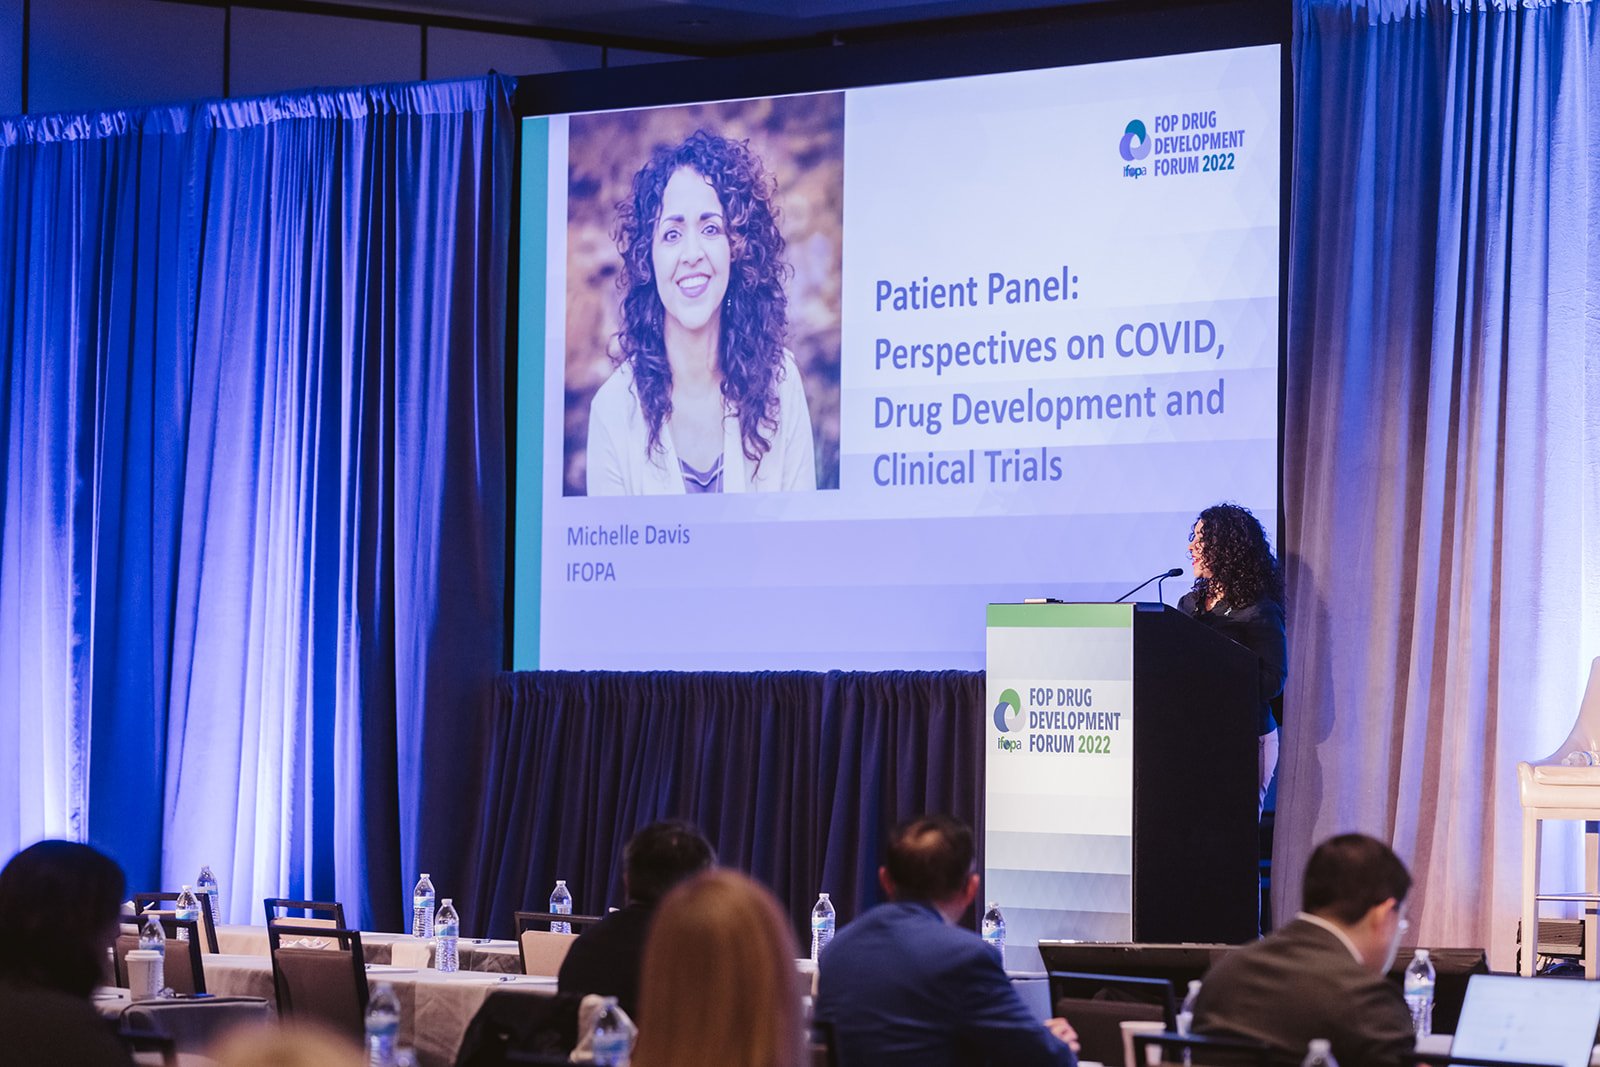 FOP DRUG
DEVELOPMENT
FORUM 2022
ifopa
Patient Panel:
Perspectives on COVID,
Drug Development and
Clinical Trials
Michelle Davis
IFOPA
FOP DRUG
DEVELOPMENT
FORUM 2022
ifopa